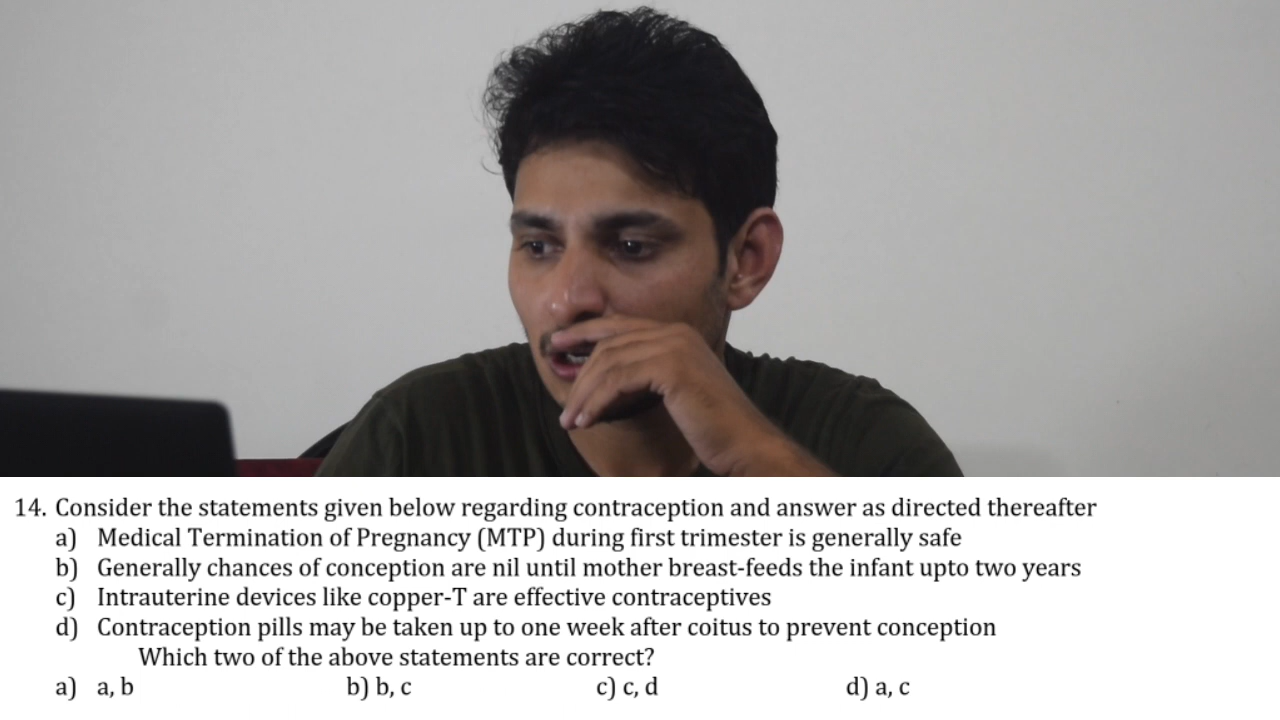 14. Consider the statements given below regarding contraception and answer as directed thereafter
a) Medical Termination of Pregnancy (MTP) during first trimester is generally safe
b) Generally chances of conception are nil until mother breast-feeds the infant upto two years
c) Intrauterine devices like copper-T are effective contraceptives
d) Contraception pills may be taken up to one week after coitus to prevent conception
Which two of the above statements are correct?
a) a, b b) b, c c) c, d d) a, c